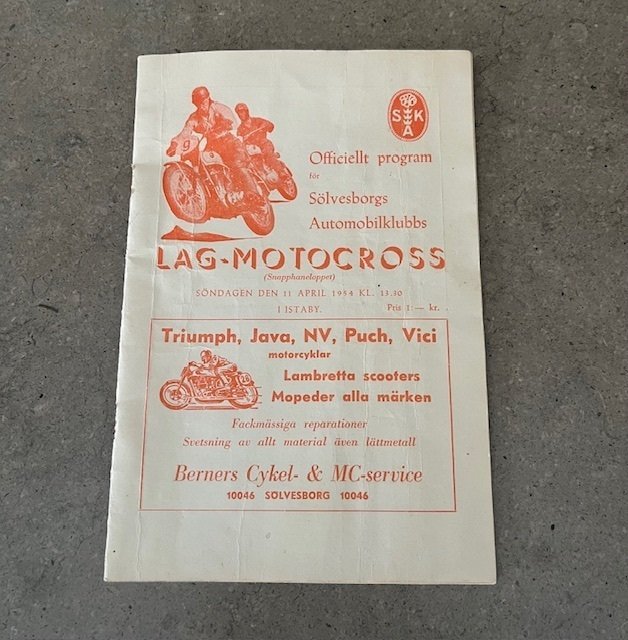 9
9
S K
A
Officiellt program
för
Sölvesborgs
Automobilklubbs
LAG-MOTOCROSS
(Snapphaneloppet)
SÖNDAGEN DEN 11 APRIL 1954 KL. 13.30
I ISTABY.
Pris 1:— kr.
Triumph, Java, NV, Puch, Vici
motorcyklar
Lambretta scooters
Mopeder alla märken
Fackmässiga reparationer
Svetsning av allt material även lättmetall
Berners Cykel- & MC-service
10046 SÖLVESBORG 10046